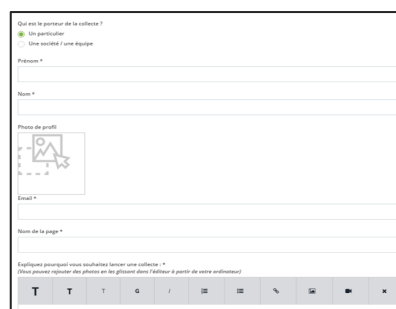 Qui est le porteur de la collecte ?
Un particulier
Une société / une équipe
Prénom *
Nom *
Photo de profil
Email *
Nom de la page *
Expliquez pourquoi vous souhaitez lancer une collecte : *
(Vous pouvez rajouter des photos en les glissant dans l'éditeur à partir de votre ordinateur)
T T T G I